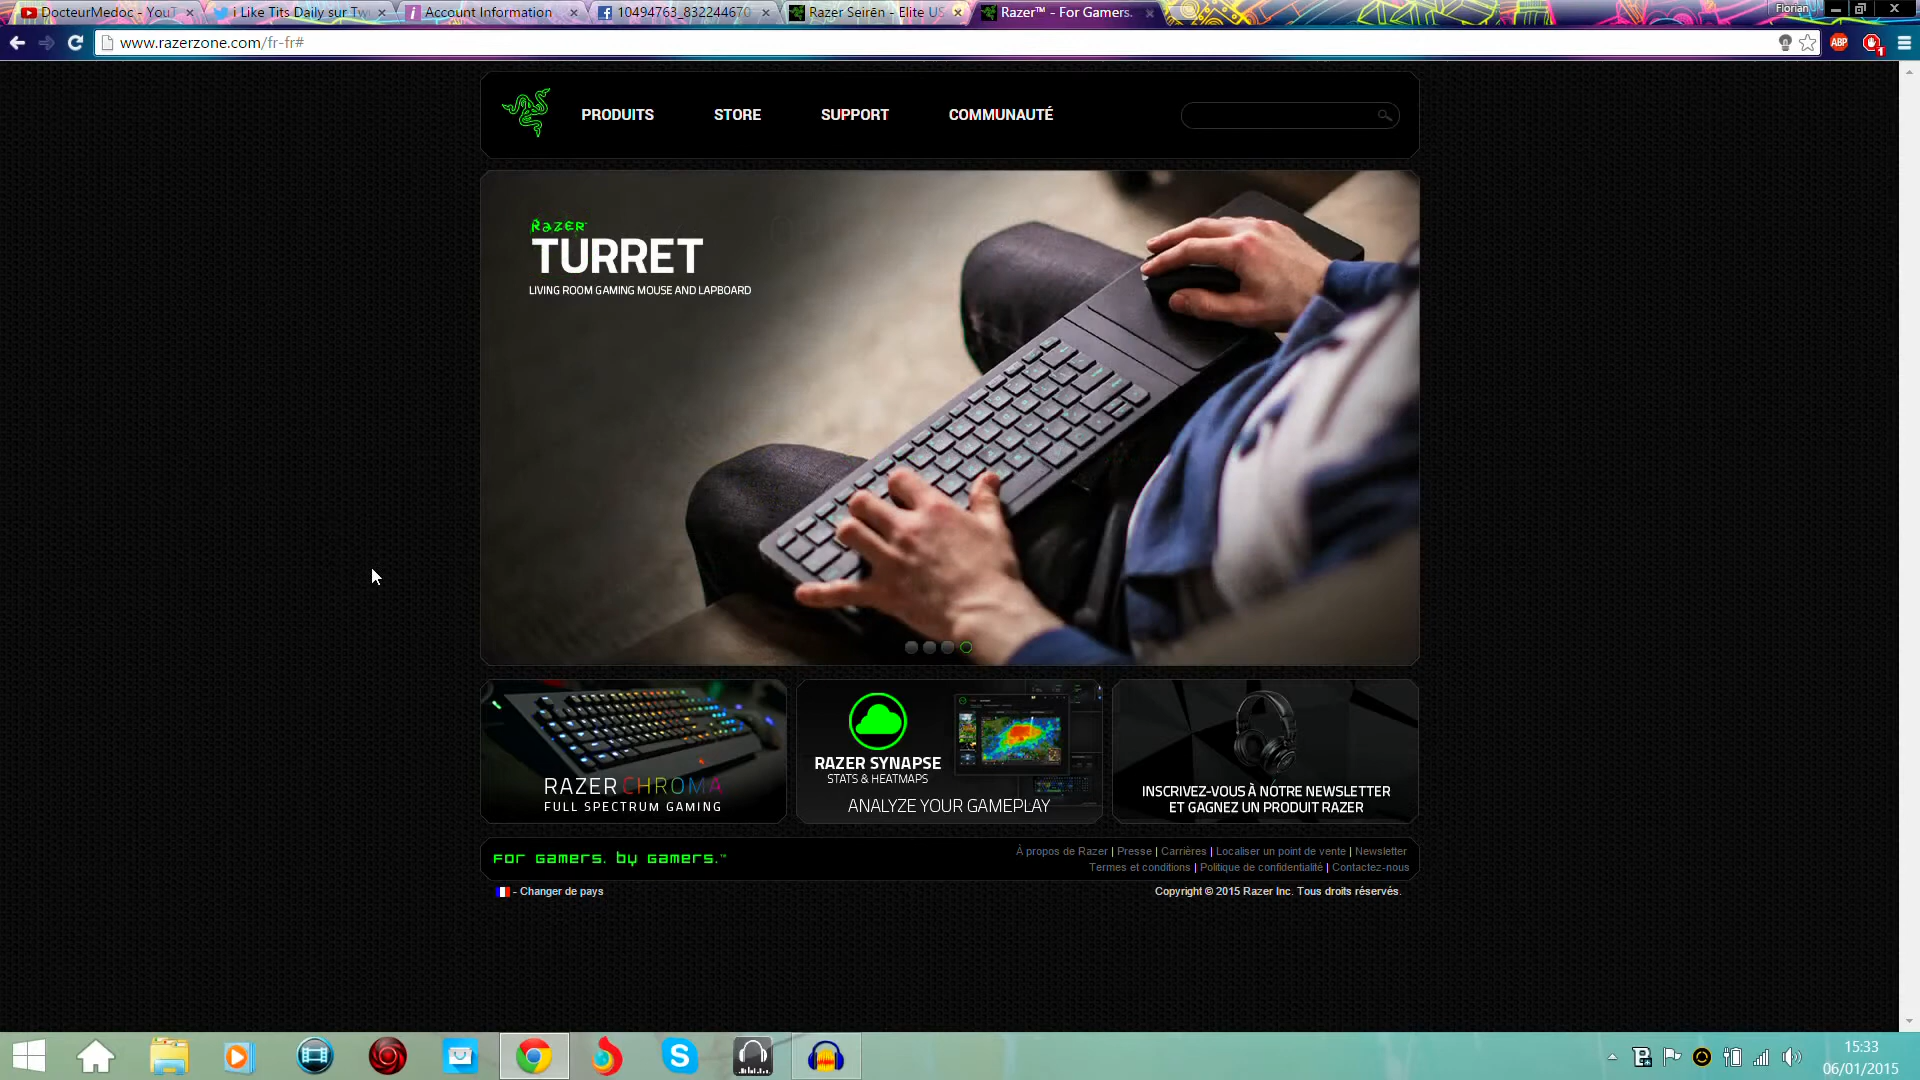 DocteurMedoc - YouT
i Like Tits Daily sur Tw
Account Information
10494763_832244670
Razer Seirēn - Elite US
Razer™ - For Gamers.
Florian
www.razerzone.com/fr-fr#
ABP
1
PRODUITS
STORE
SUPPORT
COMMUNAUTÉ
RAZER
TURRET
LIVING ROOM GAMING MOUSE AND LAPBOARD
RAZER CHROMA
FULL SPECTRUM GAMING
RAZER SYNAPSE
STATS & HEATMAPS
ANALYZE YOUR GAMEPLAY
INSCRIVEZ-VOUS À NOTRE NEWSLETTER
ET GAGNEZ UN PRODUIT RAZER
FOR GAMERS. BY GAMERS.™
À propos de Razer | Presse | Carrières | Localiser un point de vente | Newsletter
Termes et conditions | Politique de confidentialité | Contactez-nous
- Changer de pays
Copyright © 2015 Razer Inc. Tous droits réservés.
15:33
06/01/2015